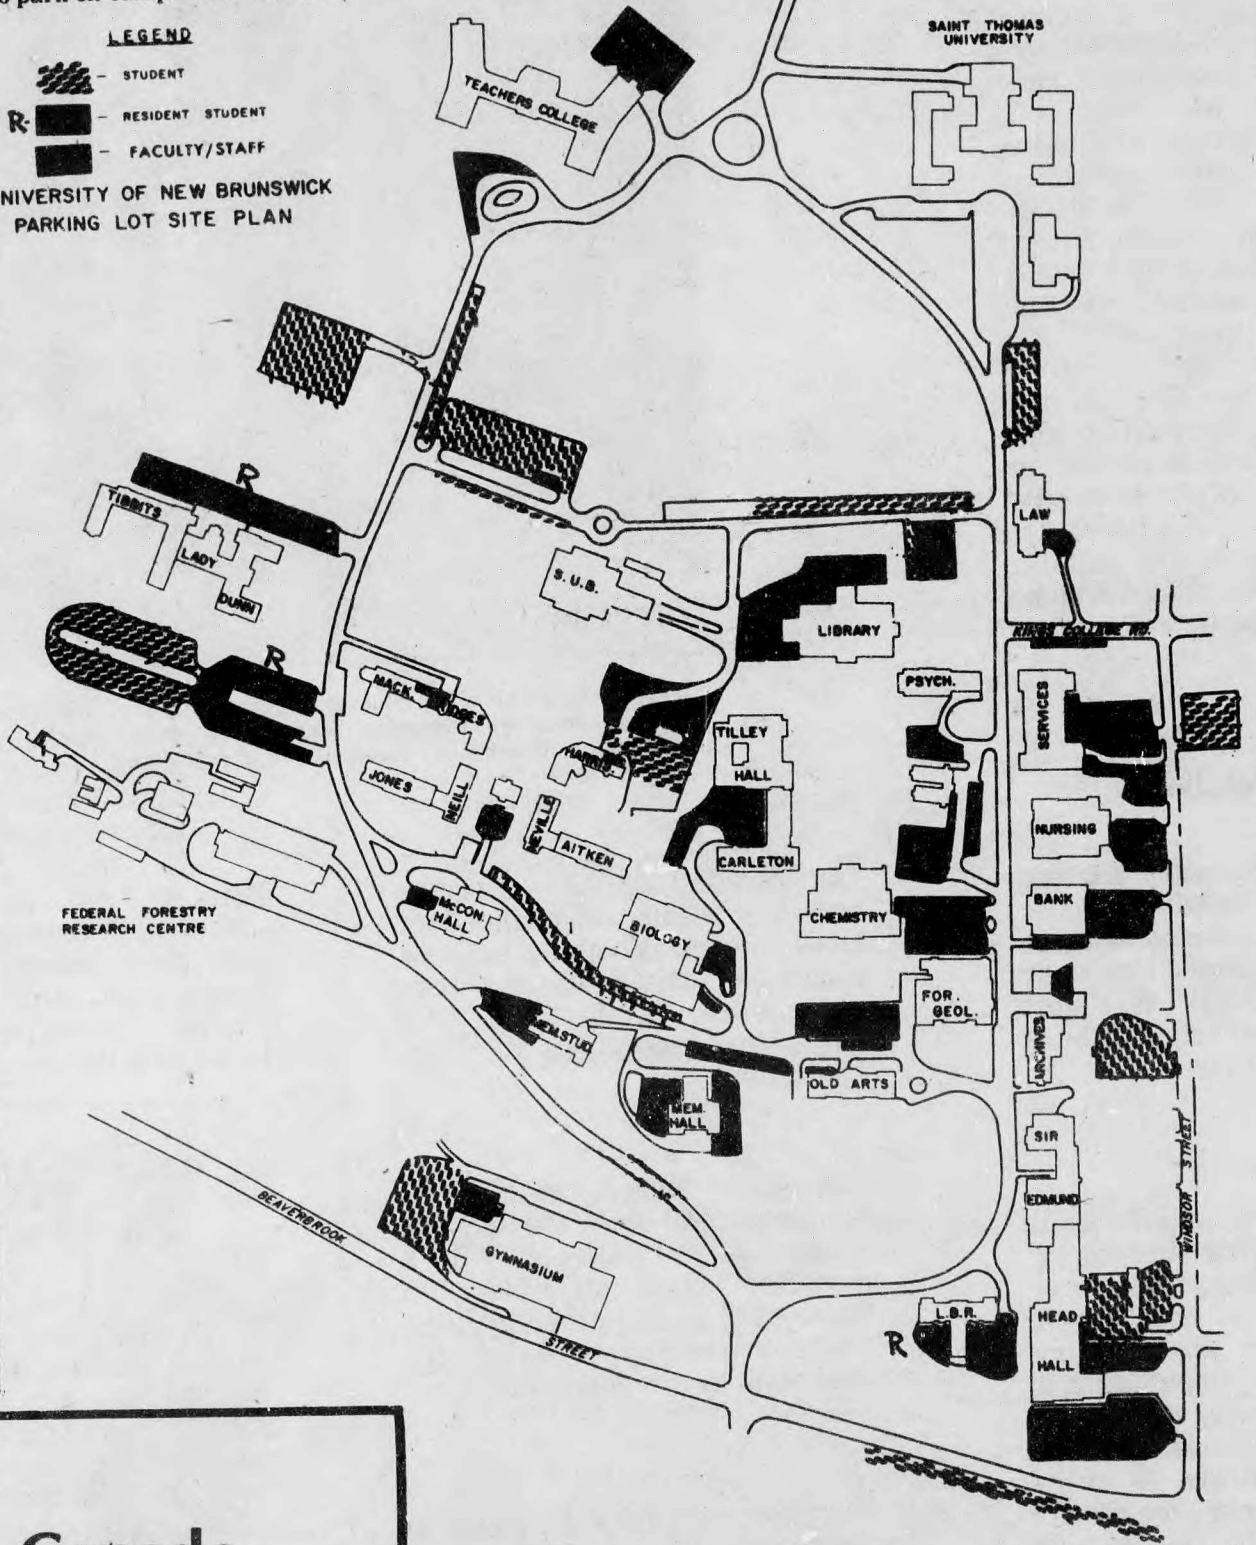 park on
LEGEND
- STUDENT
R- - RESIDENT STUDENT
- FACULTY/STAFF
NIVERSITY OF NEW BRUNSWICK
PARKING LOT SITE PLAN
SAINT THOMAS
UNIVERSITY
TEACHERS COLLEGE
R
TIBBITS
LADY
DUNN
R
LAW
KINGS COLLEGE RD.
S.U.B.
LIBRARY
PSYCH.
SERVICES
MACK.
TILLEY
HALL
JONES
NEILL
NEVILLE
AITKEN
CARLETON
NURSING
BANK
McCON.
HALL
BIOLOGY
CHEMISTRY
FEDERAL FORESTRY
RESEARCH CENTRE
FOR.
GEOL.
ARCHIVES
MEM.STUD.
OLD ARTS
MEM.
HALL
SIR
EDMUND
HEAD
HALL
WINDSOR STREET
BEAVERBROOK
STREET
GYMNASIUM
L.B.R.
R